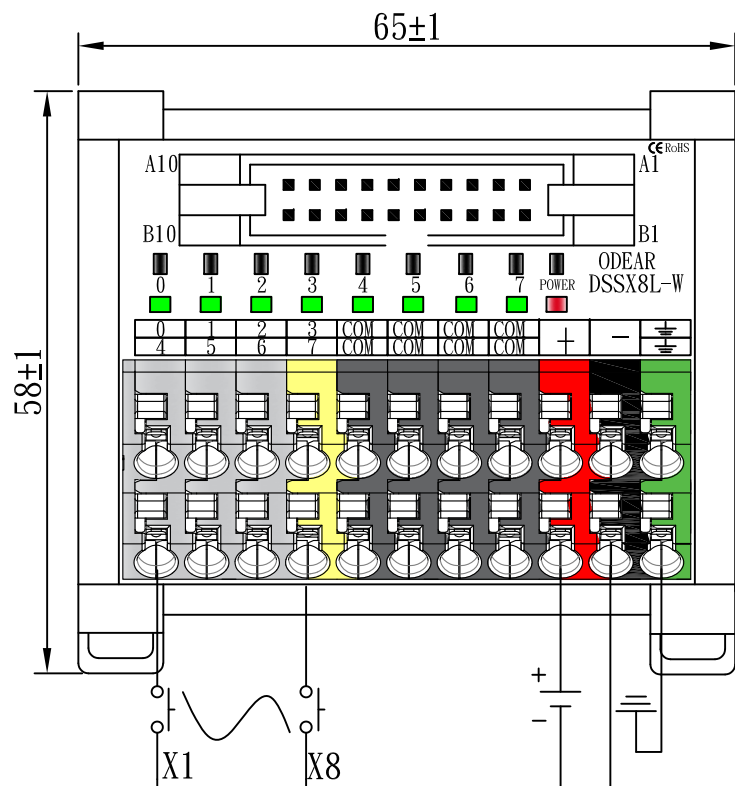 65±1
58±1
CE RoHS
A10 A1
B10 B1
ODEAR
0 1 2 3 4 5 6 7 POWER DSSX8L-W
0 1 2 3 COM COM COM COM + -
4 5 6 7 COM COM COM COM
+
-
X1 X8